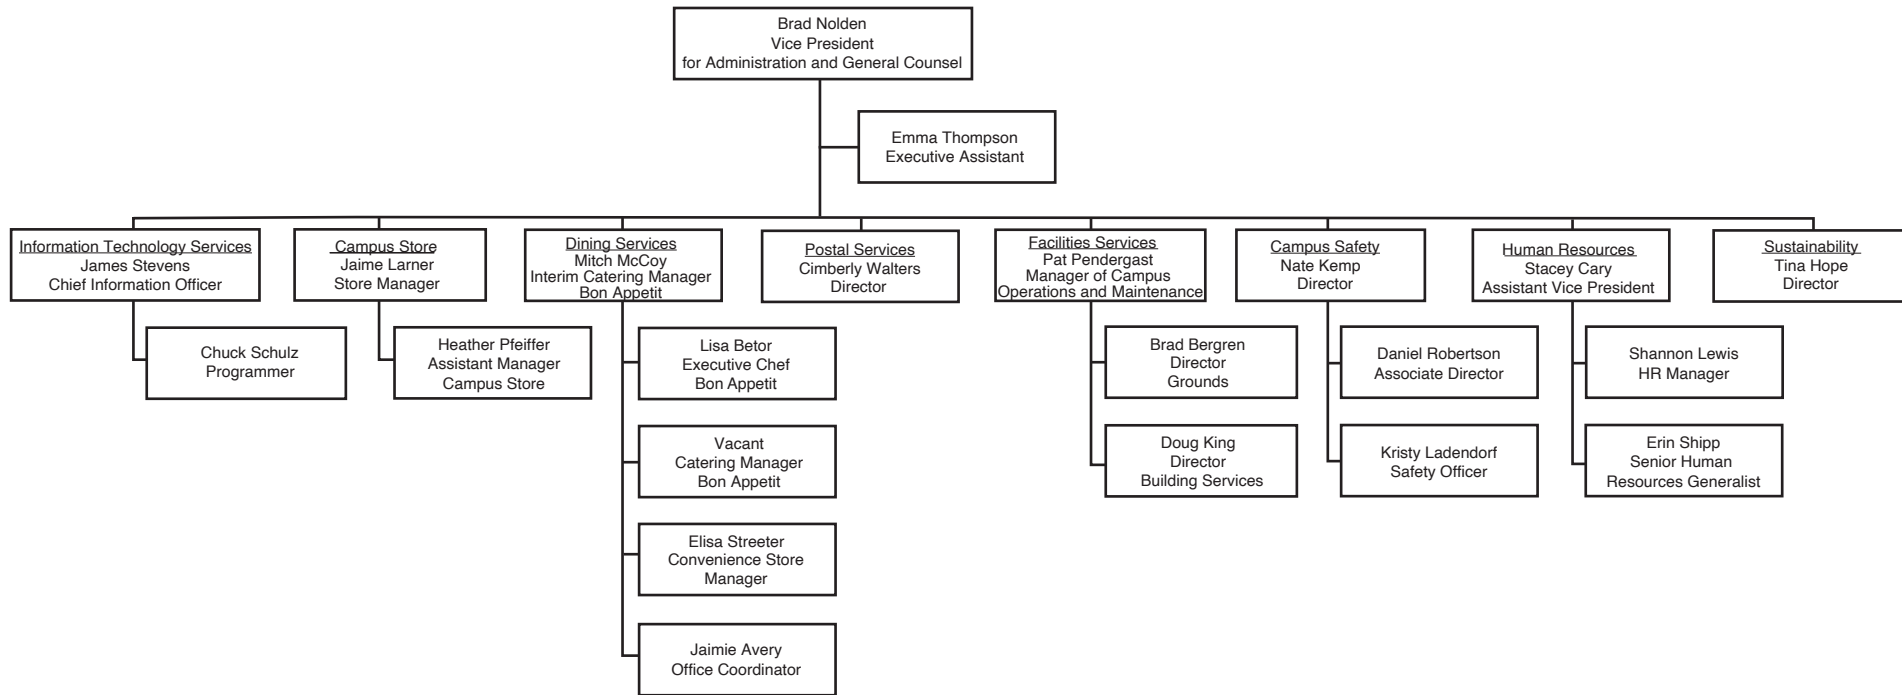 Brad Nolden
Vice President
for Administration and General Counsel
Emma Thompson
Executive Assistant
Information Technology Services
James Stevens
Chief Information Officer
Campus Store
Jaime Larner
Store Manager
Dining Services
Mitch McCoy
Interim Catering Manager
Bon Appetit
Postal Services
Cimberly Walters
Director
Facilities Services
Pat Pendergast
Manager of Campus
Operations and Maintenance
Campus Safety
Nate Kemp
Director
Human Resources
Stacey Cary
Assistant Vice President
Sustainability
Tina Hope
Director
Chuck Schulz
Programmer
Heather Pfeiffer
Assistant Manager
Campus Store
Lisa Betor
Executive Chef
Bon Appetit
Vacant
Catering Manager
Bon Appetit
Elisa Streeter
Convenience Store
Manager
Jaimie Avery
Office Coordinator
Brad Bergren
Director
Grounds
Doug King
Director
Building Services
Daniel Robertson
Associate Director
Kristy Ladendorf
Safety Officer
Shannon Lewis
HR Manager
Erin Shipp
Senior Human
Resources Generalist